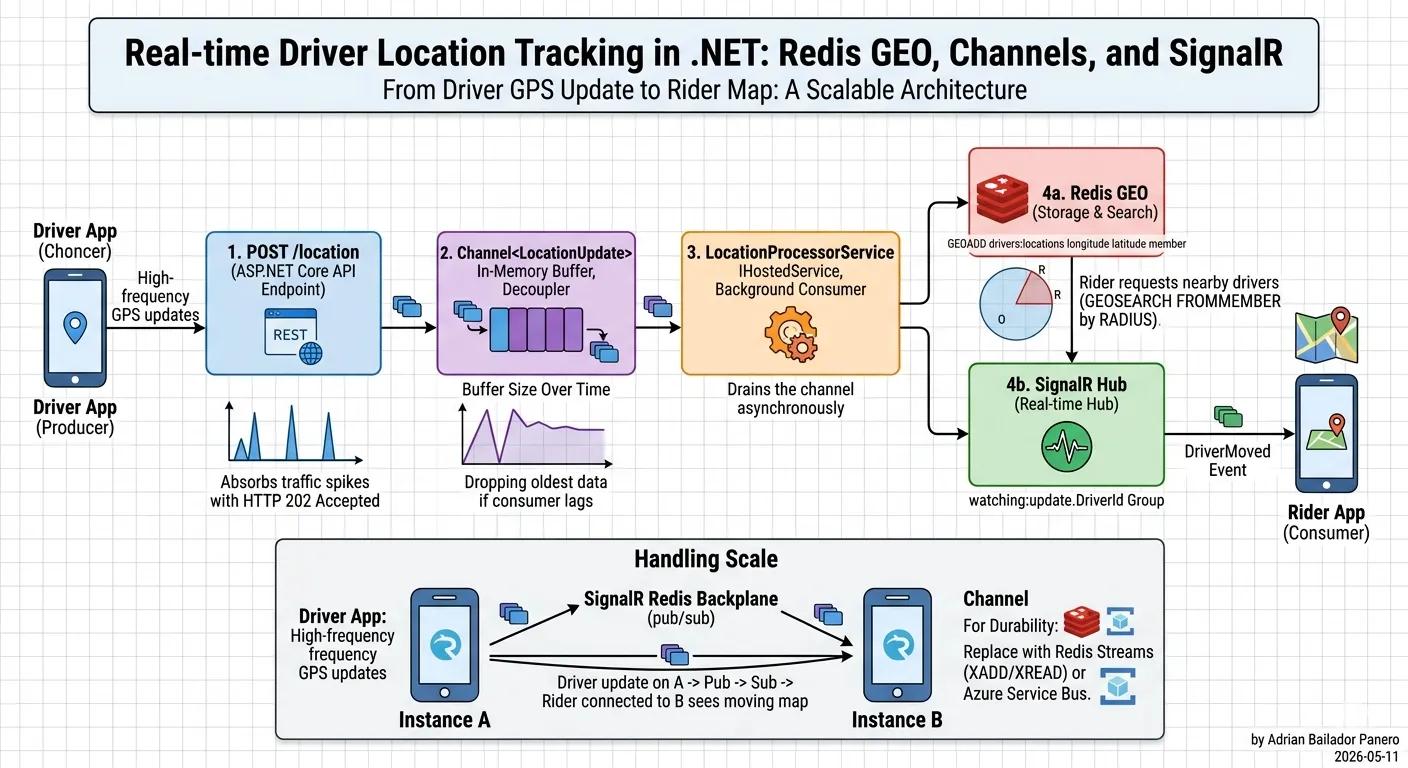 Real-time Driver Location Tracking in .NET: Redis GEO, Channels, and SignalR
From Driver GPS Update to Rider Map: A Scalable Architecture
Driver App
(Choncer)
High-
frequency
GPS updates
Driver App
(Producer)
1. POST /location
(ASP.NET Core API
Endpoint)
REST
Absorbs traffic spikes
with HTTP 202 Accepted
2. Channel<LocationUpdate>
In-Memory Buffer,
Decoupler
Buffer Size Over Time
Dropping oldest data
if consumer lags
3. LocationProcessorService
IHostedService,
Background Consumer
Drains the channel
asynchronously
4a. Redis GEO
(Storage & Search)
GEOADD drivers:locations longitude latitude member
R
R
O
Rider requests nearby drivers
(GEOSEARCH FROMMEMBER
by RADIUS).
4b. SignalR Hub
(Real-time Hub)
watching:update.DriverId Group
DriverMoved
Event
Rider App
(Consumer)
Handling Scale
Driver App:
High-frequency
frequency
GPS updates
Instance A
SignalR Redis Backplane
(pub/sub)
Driver update on A -> Pub -> Sub ->
Rider connected to B sees moving map
Instance B
Channel
For Durability:
Replace with Redis Streams
(XADD/XREAD) or
Azure Service Bus.
by Adrian Bailador Panero
2026-05-11